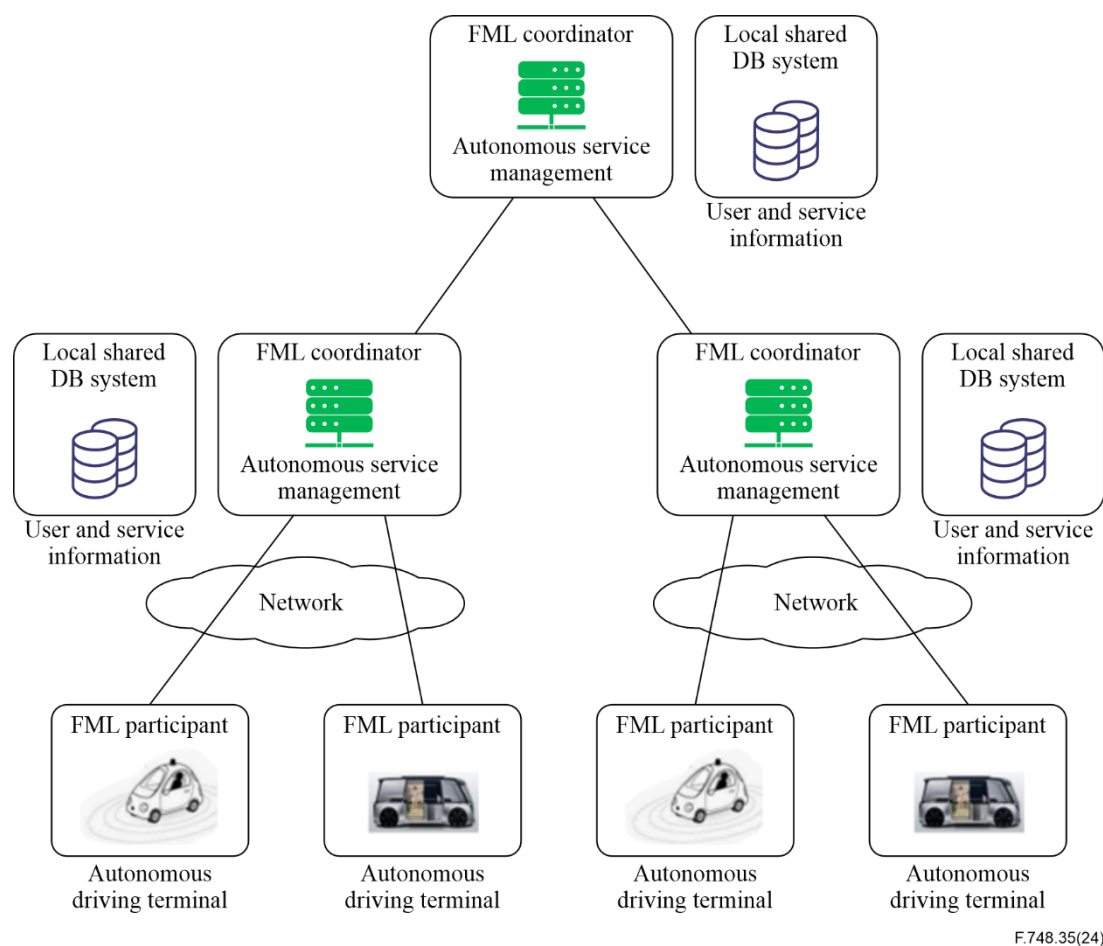 FML coordinator
Autonomous service
management
Local shared
DB system
User and service
information
Local shared
DB system
User and service
information
FML coordinator
Autonomous service
management
FML coordinator
Autonomous service
management
Local shared
DB system
User and service
information
Network
Network
FML participant
Autonomous
driving terminal
FML participant
Autonomous
driving terminal
FML participant
Autonomous
driving terminal
FML participant
Autonomous
driving terminal
F.748.35(24)